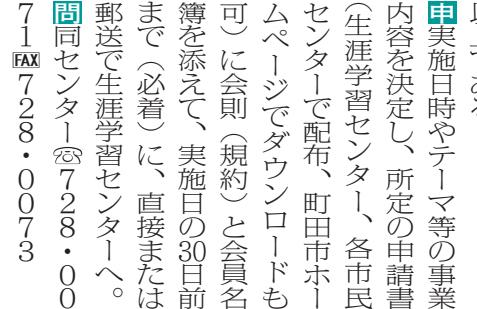 申実施日時やテーマ等の事業
内容を決定し、所定の申請書
(生涯学習センター、各市民
センターで配布、町田市ホー
ムページでダウンロードも
可)に会則(規約)と会員名
簿を添えて、実施日の30日前
まで(必着)に、直接または
郵送で生涯学習センターへ。
問同センター☎728・00
71FAX728・0073